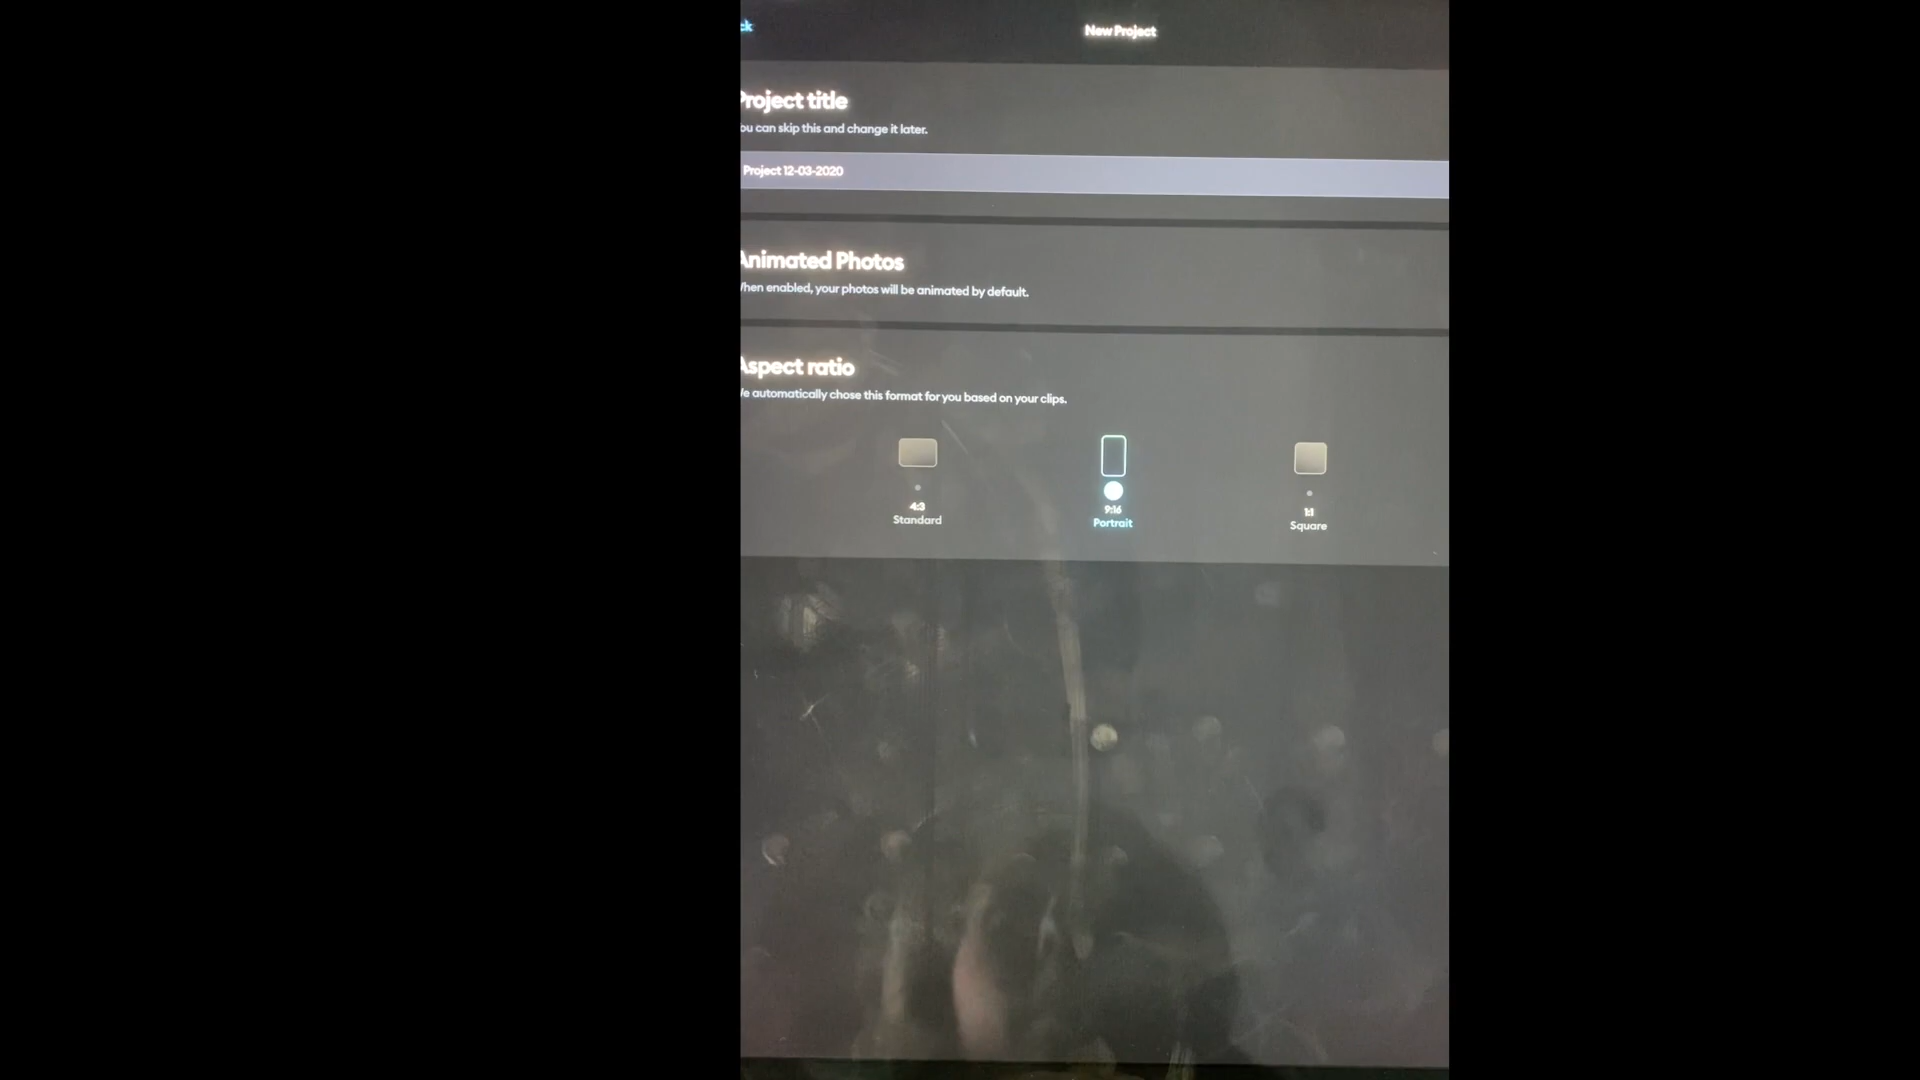 ck
New Project
Project title
ou can skip this and change it later.
Project 12-03-2020
Animated Photos
hen enabled, your photos will be animated by default.
Aspect ratio
e automatically chose this format for you based on your clips.
4:3
Standard
9:16
Portrait
1:1
Square